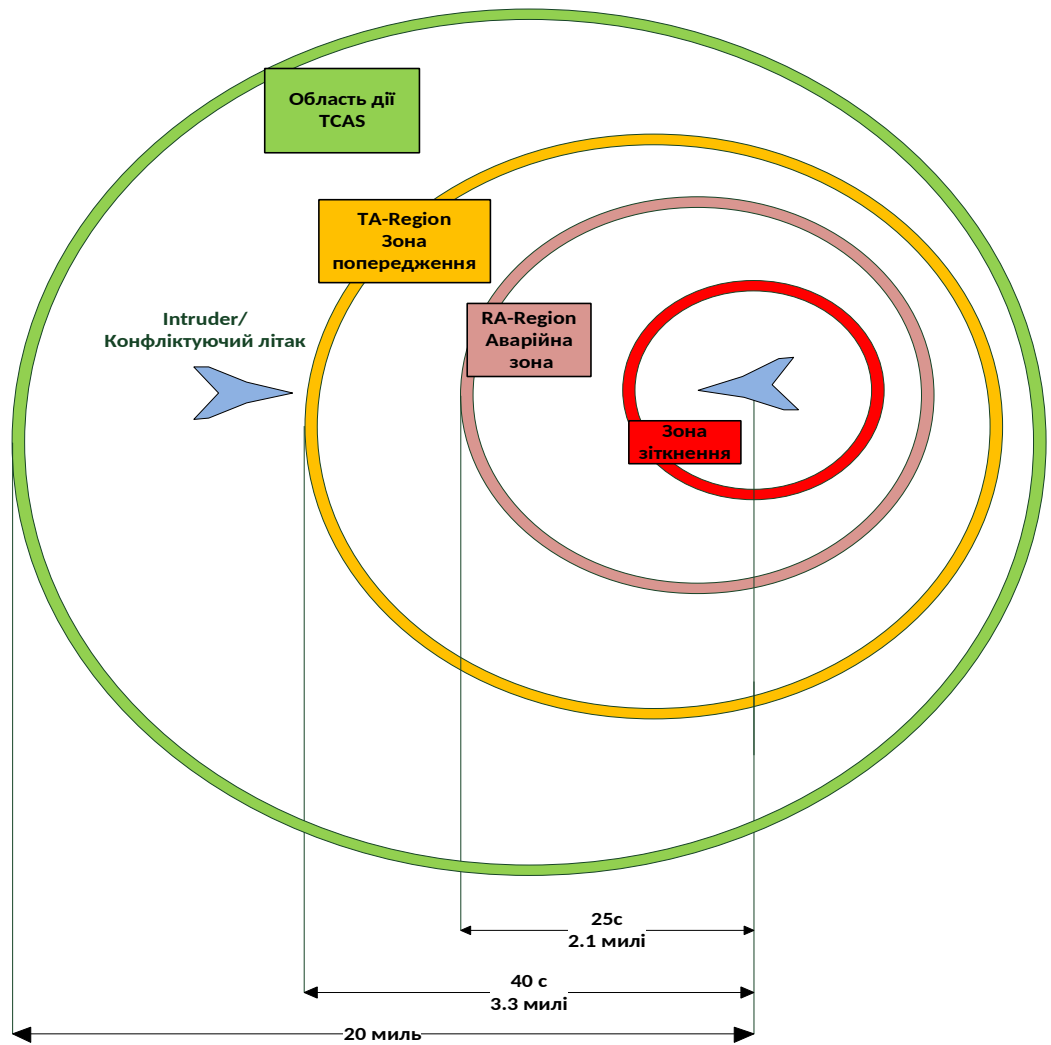 Область дії
TCAS
TA-Region
Зона
попередження
Intruder/
Конфліктуючий літак
RA-Region
Аварійна
зона
Зона
зіткнення
25с
2.1 милі
40 с
3.3 милі
20 миль